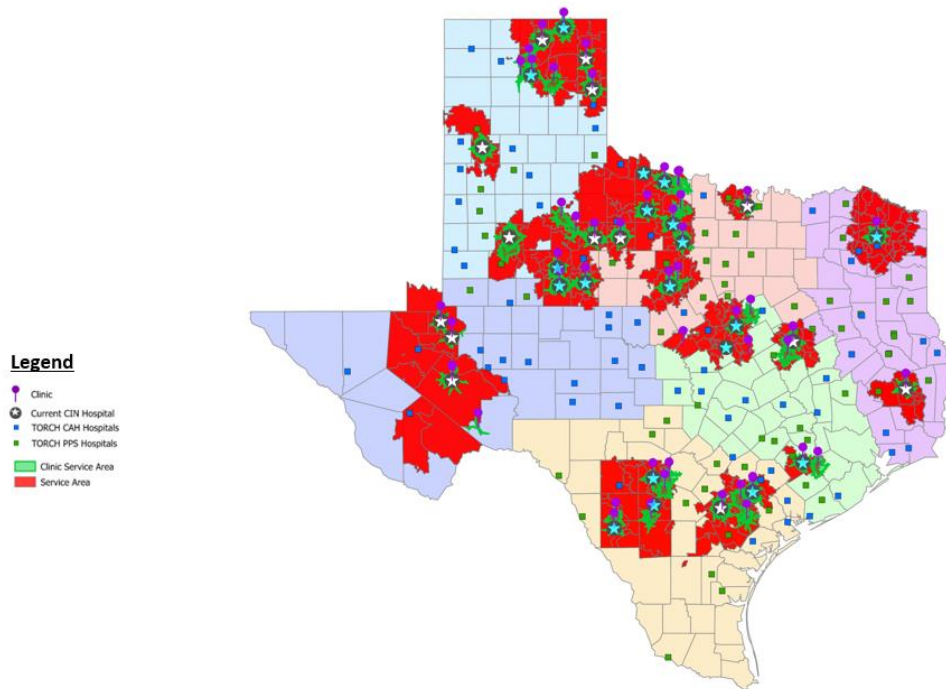 Legend
Clinic
Current CIN Hospital
TORCH CAH Hospitals
TORCH PPS Hospitals
Clinic Service Area
Service Area